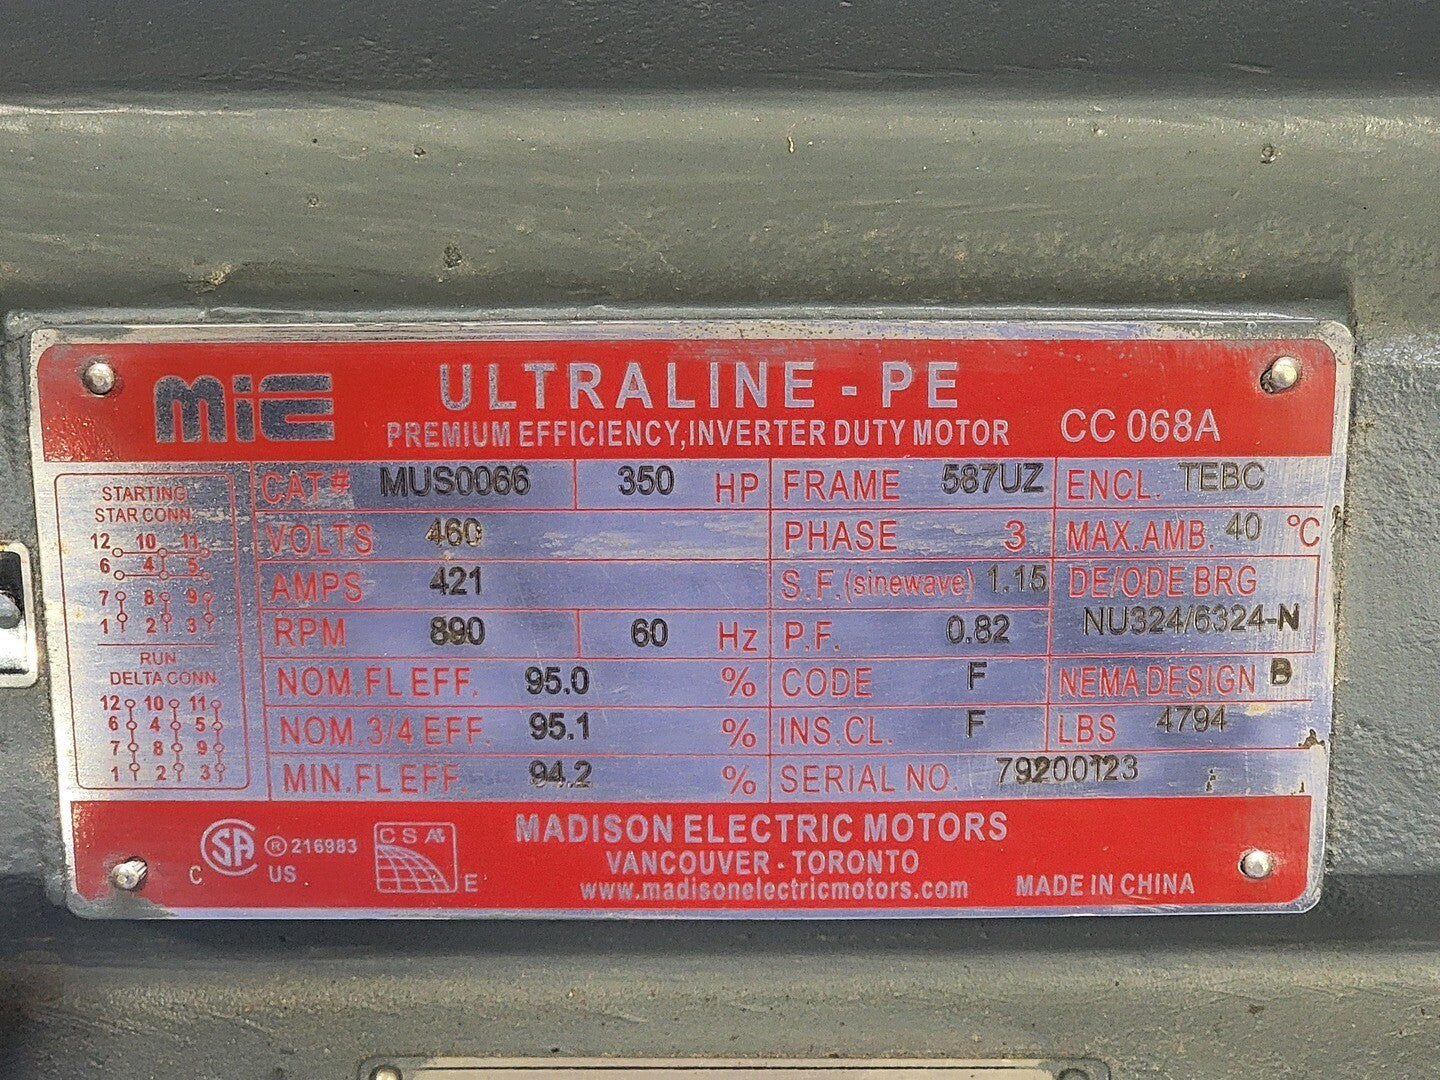 MIC
ULTRALINE - PE
PREMIUM EFFICIENCY,INVERTER DUTY MOTOR
CC 068A
STARTING
STAR CONN.
12 10 11
6 4 5
7 8 9
1 2 3
RUN
DELTA CONN.
12 10 11
6 4 5
7 8 9
1 2 3
CAT# MUS0066 350 HP FRAME 587UZ ENCL. TEBC
VOLTS 460 PHASE 3 MAX.AMB. 40 °C
AMPS 421 S.F.(sinewave) 1.15 DE/ODE BRG
RPM 890 60 Hz P.F. 0.82 NU324/6324-N
NOM.FL EFF. 95.0 % CODE F NEMA DESIGN B
NOM.3/4 EFF. 95.1 % INS.CL. F LBS 4794
MIN.FL EFF. 94.2 % SERIAL NO. 79200123
C SA US ® 216983
CSA E
MADISON ELECTRIC MOTORS
VANCOUVER - TORONTO
www.madisonelectricmotors.com
MADE IN CHINA